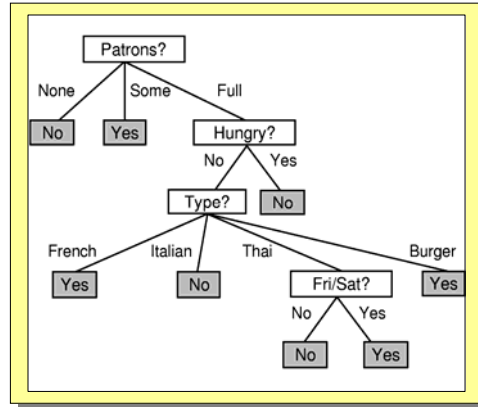 Patrons?
None Some Full
No Yes Hungry?
No Yes
Type? No
French Italian Thai Burger
Yes No Fri/Sat? Yes
No Yes
No Yes